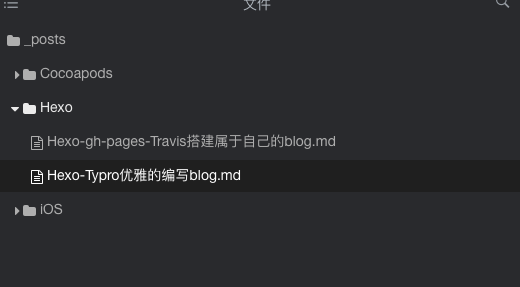 文件
_posts
Cocoapods
Hexo
Hexo-gh-pages-Travis搭建属于自己的blog.md
Hexo-Typro优雅的编写blog.md
iOS